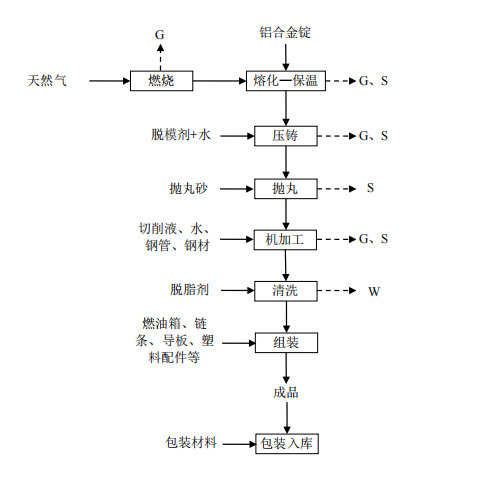 G
铝合金锭
天然气
燃烧
熔化一保温
G、S
脱模剂+水
压铸
G、S
抛丸砂
抛丸
S
切削液、水、
钢管、钢材
机加工
G、S
脱脂剂
清洗
W
燃油箱、链
条、导板、塑
料配件等
组装
成品
包装材料
包装入库